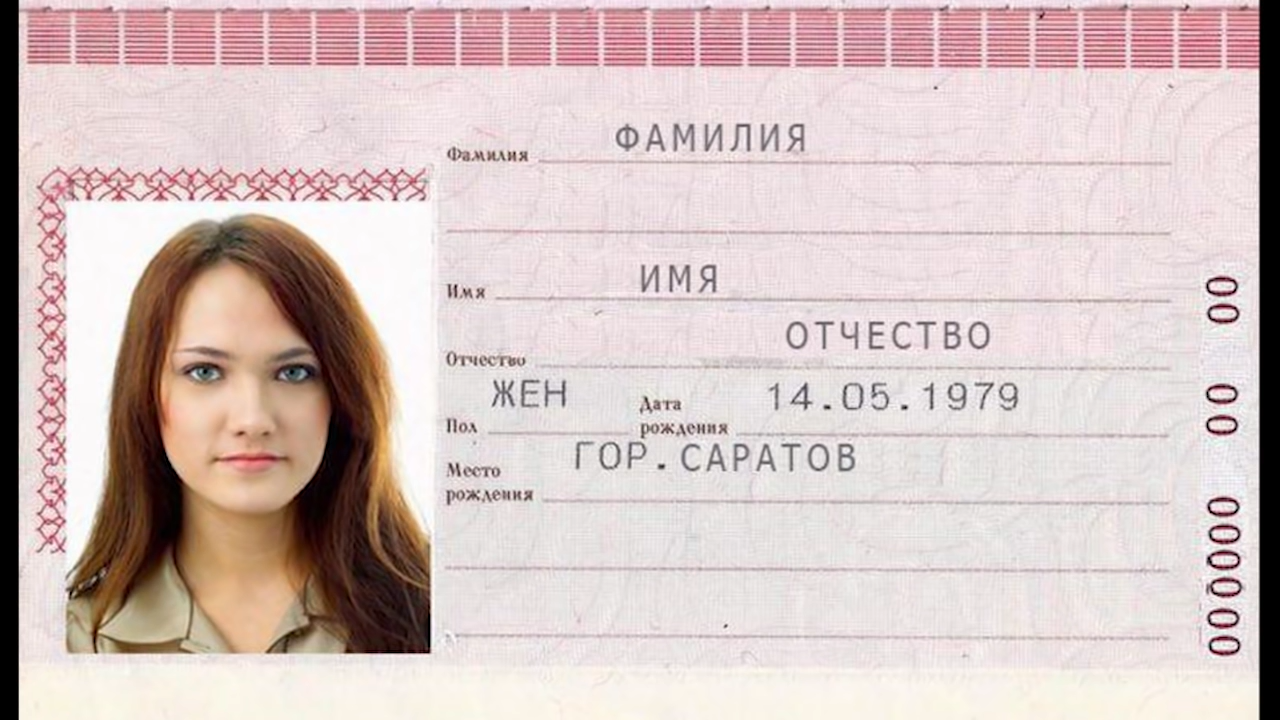 ФАМИЛИЯ
Фамилия
ИМЯ
Имя
ОТЧЕСТВО
Отчество
ЖЕН Дата 14.05.1979
Пол рождения
ГОР.САРАТОВ
Место
рождения
00 00 000000